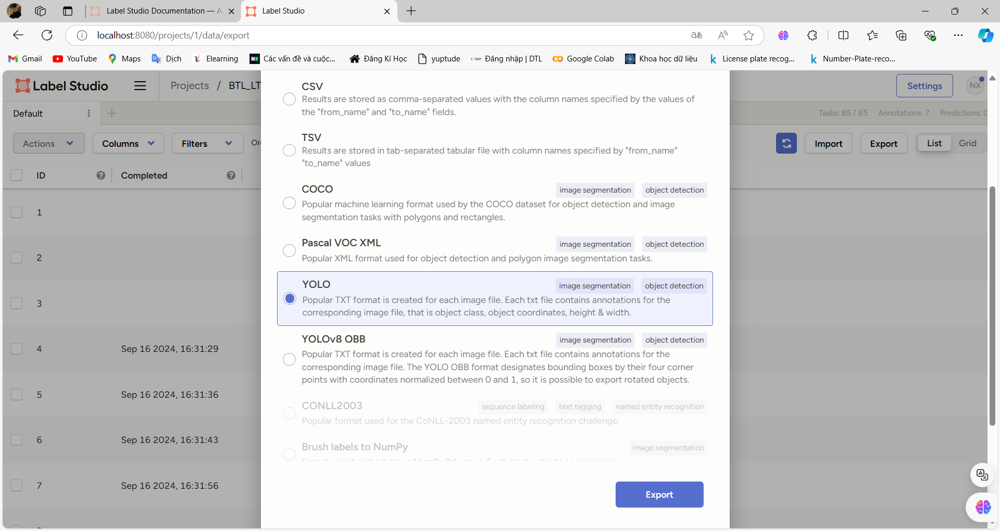 Label Studio Documentation — A
Label Studio
localhost:8080/projects/1/data/export
Gmail
YouTube
Maps
Dịch
Elearning
Các vấn đề và cuộc...
Đăng Kí Học
yuptude
Đăng nhập | DTL
Google Colab
Khoa học dữ liệu
License plate recog...
Number-Plate-reco...
Label Studio
Projects / BTL_LT
Settings
NX
Default
Tasks: 85 / 85 Annotations: 7 Predictions: 0
Actions
Columns
Filters
Or
Import
Export
List
Grid
ID
Completed
1
2
3
4 Sep 16 2024, 16:31:29
5 Sep 16 2024, 16:31:36
6 Sep 16 2024, 16:31:43
7 Sep 16 2024, 16:31:56
CSV
Results are stored as comma-separated values with the column names specified by the values of
the "from_name" and "to_name" fields.
TSV
Results are stored in tab-separated tabular file with column names specified by "from_name"
"to_name" values
COCO image segmentation object detection
Popular machine learning format used by the COCO dataset for object detection and image
segmentation tasks with polygons and rectangles.
Pascal VOC XML image segmentation object detection
Popular XML format used for object detection and polygon image segmentation tasks.
YOLO image segmentation object detection
Popular TXT format is created for each image file. Each txt file contains annotations for the
corresponding image file, that is object class, object coordinates, height & width.
YOLOv8 OBB image segmentation object detection
Popular TXT format is created for each image file. Each txt file contains annotations for the
corresponding image file. The YOLO OBB format designates bounding boxes by their four corner
points with coordinates normalized between 0 and 1, so it is possible to export rotated objects.
CONLL2003 sequence labeling text tagging named entity recognition
Popular format used for the CoNLL-2003 named entity recognition challenge.
Brush labels to NumPy image segmentation
Export